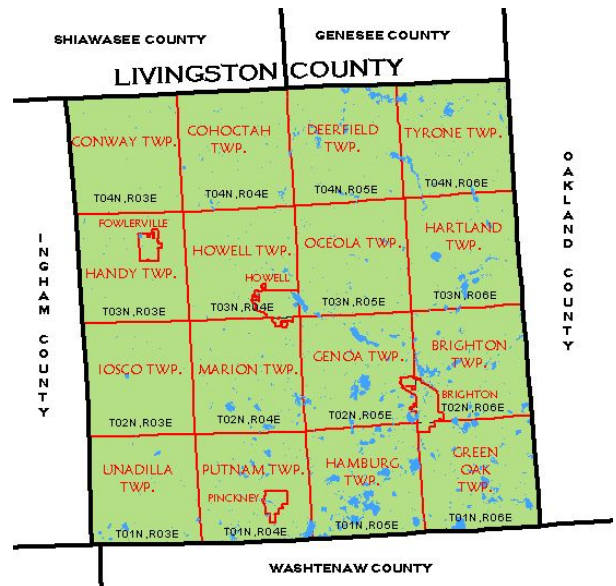 SHIAWASEE COUNTY
GENESEE COUNTY
LIVINGSTON COUNTY
CONWAY TWP.
COHOCTAH
TWP.
DEERFIELD
TWP.
TYRONE TWP.
T04N,R03E
T04N,R04E
T04N,R05E
T04N,R06E
OAKLAND COUNTY
INGHAM COUNTY
FOWLERVILLE
HANDY TWP.
HOWELL TWP.
HOWELL
OCEOLA TWP.
HARTLAND
TWP.
T03N,R03E
T03N,R04E
T03N,R05E
T03N,R06E
IOSCO TWP.
MARION TWP.
GENOA TWP.
BRIGHTON
TWP.
BRIGHTON
T02N,R03E
T02N,R04E
T02N,R05E
T02N,R06E
UNADILLA
TWP.
PUTNAM TWP.
PINCKNEY
HAMBURG
TWP.
GREEN
OAK
TWP.
T01N,R03E
T01N,R04E
T01N,R05E
T01N,R06E
WASHTENAW COUNTY